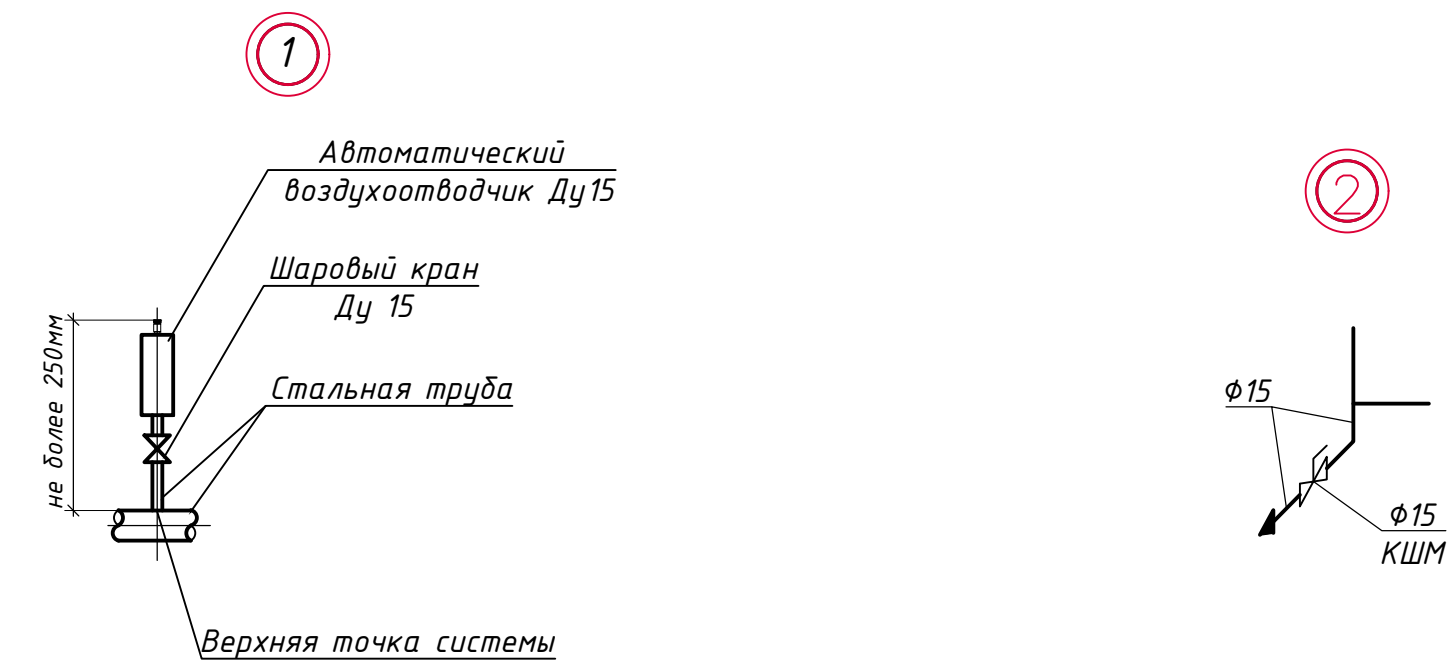 1
Автоматический
воздухоотводчик Ду15
Шаровый кран
Ду 15
Стальная труба
не более 250мм
Верхняя точка системы
2
Ф15
Ф15
КШМ